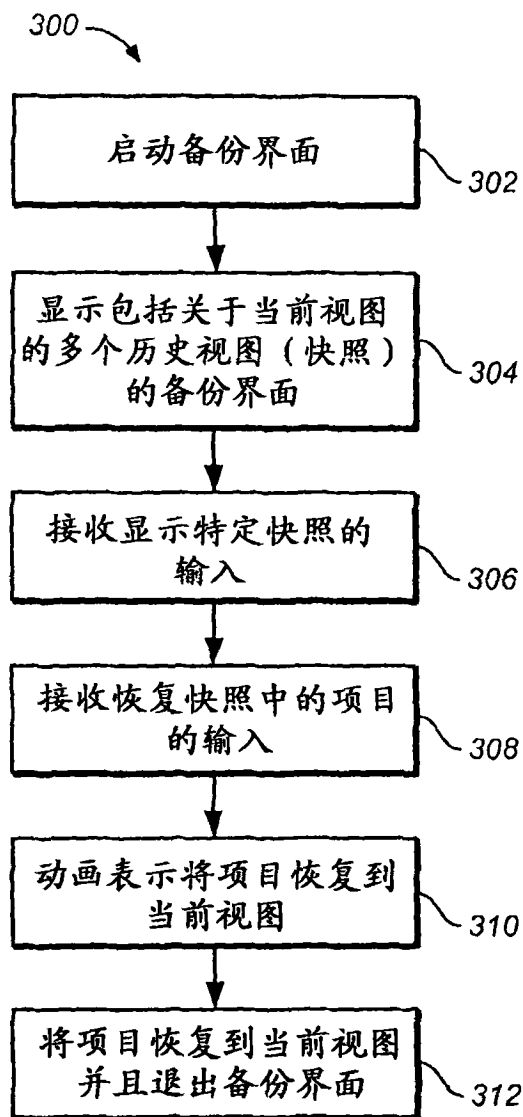 300
启动备份界面
302
显示包括关于当前视图
的多个历史视图（快照）
的备份界面
304
接收显示特定快照的
输入
306
接收恢复快照中的项目
的输入
308
动画表示将项目恢复到
当前视图
310
将项目恢复到当前视图
并且退出备份界面
312